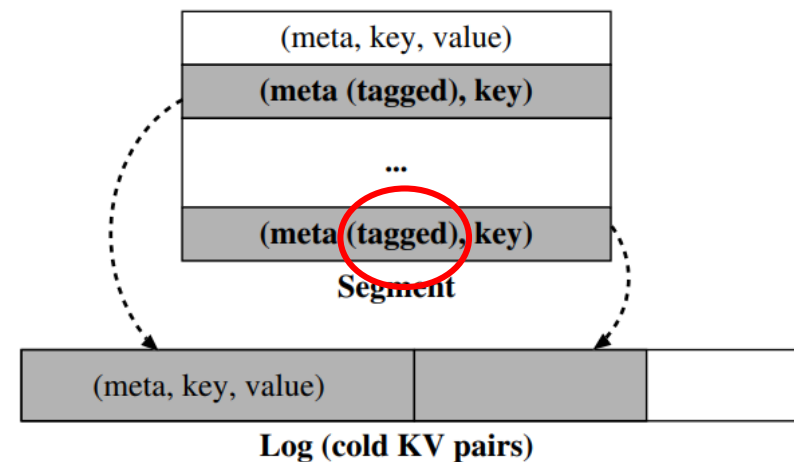 (meta, key, value)
(meta (tagged), key)
...
(meta (tagged), key)
Segment
(meta, key, value)
Log (cold KV pairs)